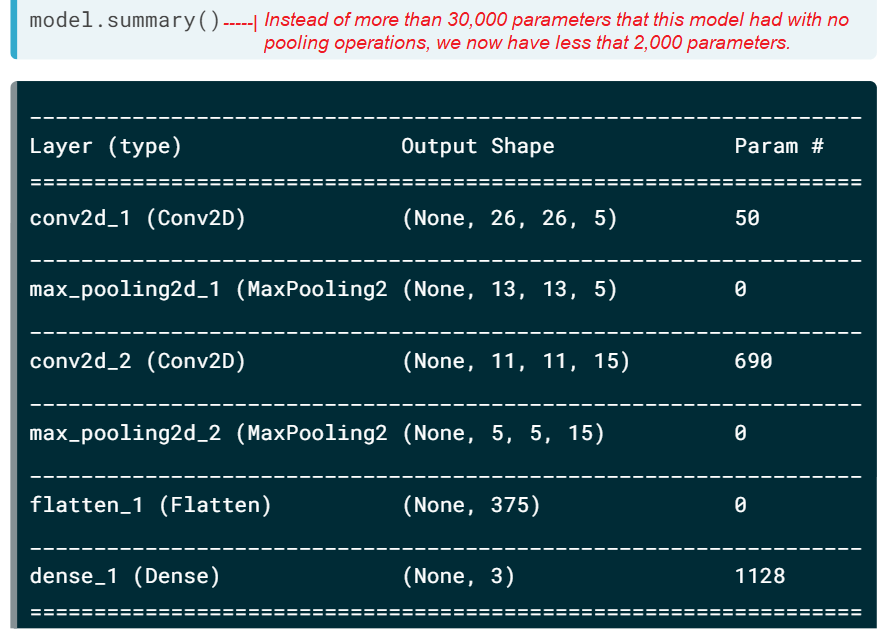 model.summary()-----| Instead of more than 30,000 parameters that this model had with no
pooling operations, we now have less that 2,000 parameters.
_________________________________________________________________
Layer (type) Output Shape Param #
=================================================================
conv2d_1 (Conv2D) (None, 26, 26, 5) 50
_________________________________________________________________
max_pooling2d_1 (MaxPooling2 (None, 13, 13, 5) 0
_________________________________________________________________
conv2d_2 (Conv2D) (None, 11, 11, 15) 690
_________________________________________________________________
max_pooling2d_2 (MaxPooling2 (None, 5, 5, 15) 0
_________________________________________________________________
flatten_1 (Flatten) (None, 375) 0
_________________________________________________________________
dense_1 (Dense) (None, 3) 1128
=================================================================